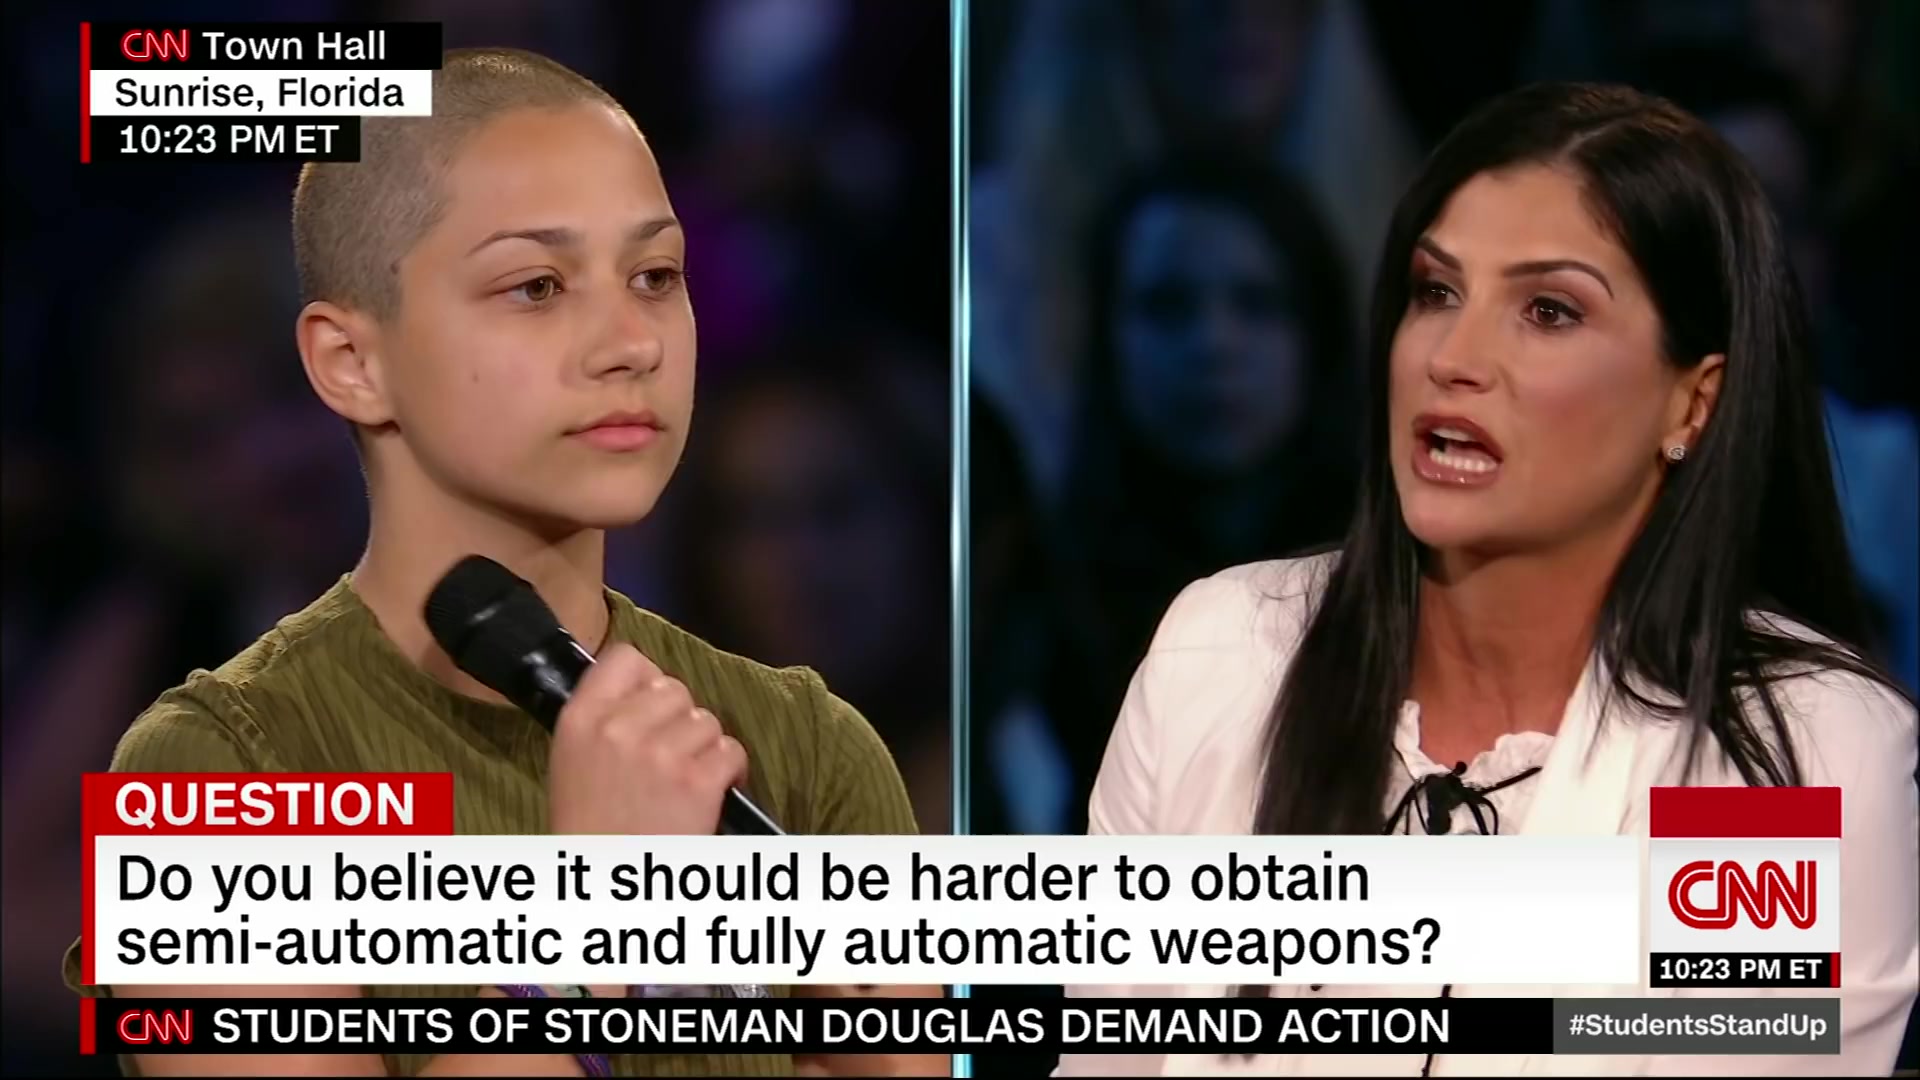 CNN Town Hall
Sunrise, Florida
10:23 PM ET
QUESTION
Do you believe it should be harder to obtain
semi-automatic and fully automatic weapons?
CNN
10:23 PM ET
CNN STUDENTS OF STONEMAN DOUGLAS DEMAND ACTION
#StudentsStandUp